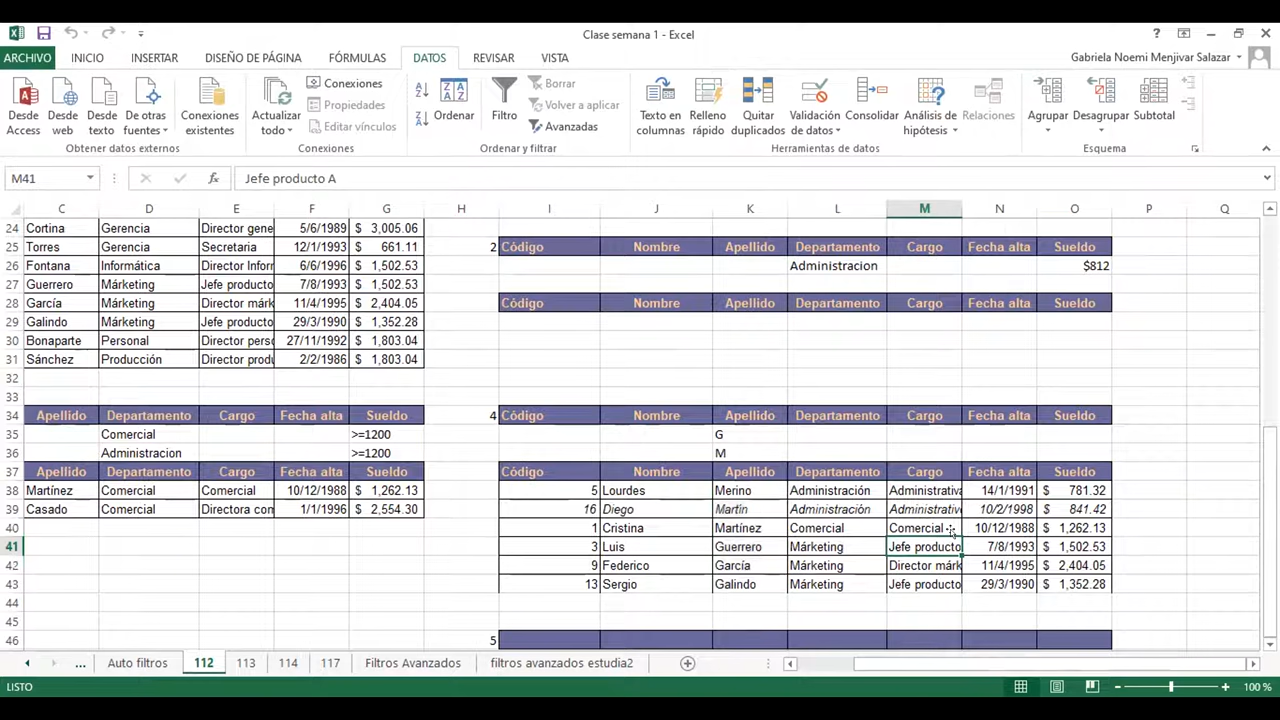 Clase semana 1 - Excel
ARCHIVO INICIO INSERTAR DISEÑO DE PÁGINA FÓRMULAS DATOS REVISAR VISTA Gabriela Noemi Menjivar Salazar
Desde Access
Desde web
Desde texto
De otras fuentes
Conexiones existentes
Obtener datos externos
Actualizar todo
Conexiones
Propiedades
Editar vínculos
Conexiones
Ordenar
Filtro
Borrar
Volver a aplicar
Avanzadas
Ordenar y filtrar
Texto en columnas
Relleno rápido
Quitar duplicados
Validación de datos
Consolidar
Análisis de hipótesis
Relaciones
Herramientas de datos
Agrupar
Desagrupar
Subtotal
Esquema
M41 fx Jefe producto A
C D E F G H I J K L M N O P Q
24 Cortina Gerencia Director gene 5/6/1989 $ 3,005.06
25 Torres Gerencia Secretaria 12/1/1993 $ 661.11 2 Código Nombre Apellido Departamento Cargo Fecha alta Sueldo
26 Fontana Informática Director Inforr 6/6/1996 $ 1,502.53 Administracion $812
27 Guerrero Márketing Jefe producto 7/8/1993 $ 1,502.53
28 García Márketing Director márk 11/4/1995 $ 2,404.05 Código Nombre Apellido Departamento Cargo Fecha alta Sueldo
29 Galindo Márketing Jefe producto 29/3/1990 $ 1,352.28
30 Bonaparte Personal Director perso 27/11/1992 $ 1,803.04
31 Sánchez Producción Director produ 2/2/1986 $ 1,803.04
32
33
34 Apellido Departamento Cargo Fecha alta Sueldo 4 Código Nombre Apellido Departamento Cargo Fecha alta Sueldo
35 Comercial >=1200 G
36 Administracion >=1200 M
37 Apellido Departamento Cargo Fecha alta Sueldo Código Nombre Apellido Departamento Cargo Fecha alta Sueldo
38 Martínez Comercial Comercial 10/12/1988 $ 1,262.13 5 Lourdes Merino Administración Administrativa 14/1/1991 $ 781.32
39 Casado Comercial Directora com 1/1/1996 $ 2,554.30 16 Diego Martín Administración Administrativo 10/2/1998 $ 841.42
40 1 Cristina Martínez Comercial Comercial 10/12/1988 $ 1,262.13
41 3 Luis Guerrero Márketing Jefe producto 7/8/1993 $ 1,502.53
42 9 Federico García Márketing Director márk 11/4/1995 $ 2,404.05
43 13 Sergio Galindo Márketing Jefe producto 29/3/1990 $ 1,352.28
44
45
46 5
... Auto filtros 112 113 114 117 Filtros Avanzados filtros avanzados estudia2
LISTO 100 %